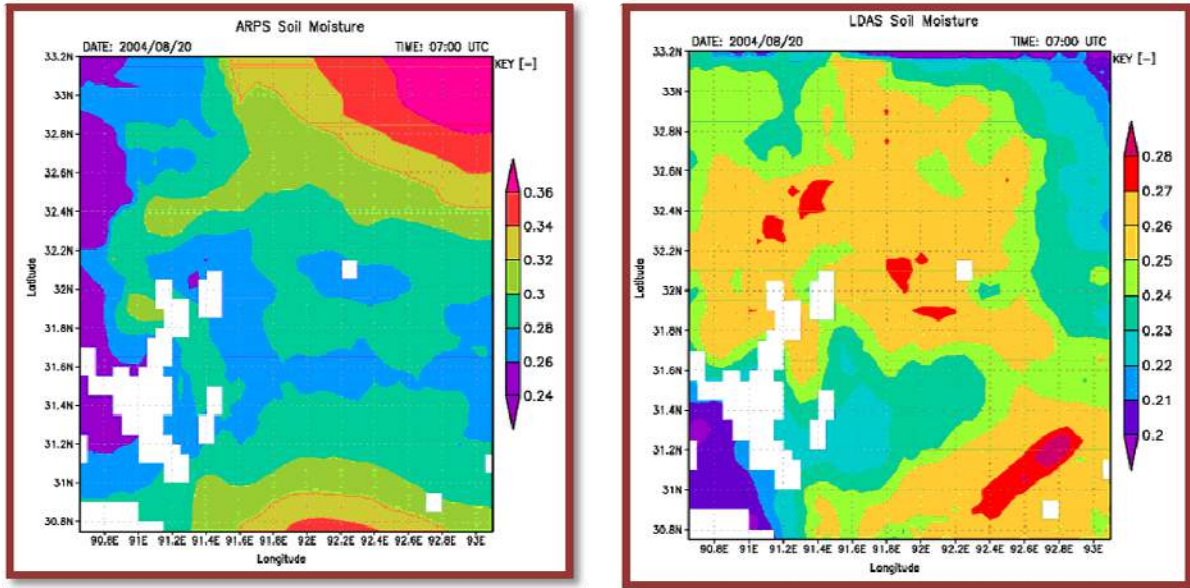 ARPS Soil Moisture
DATE: 2004/08/20 TIME: 07:00 UTC
KEY [-]
33.2N
33N
32.8N
32.6N
32.4N
32.2N
32N
31.8N
31.6N
31.4N
31.2N
31N
30.8N
Latitude
90.8E 91E 91.2E 91.4E 91.6E 91.8E 92E 92.2E 92.4E 92.6E 92.8E 93E
Longitude
0.36
0.34
0.32
0.3
0.28
0.26
0.24
LDAS Soil Moisture
DATE: 2004/08/20 TIME: 07:00 UTC
KEY [-]
33.2N
33N
32.8N
32.6N
32.4N
32.2N
32N
31.8N
31.6N
31.4N
31.2N
31N
30.8N
Latitude
90.8E 91E 91.2E 91.4E 91.6E 91.8E 92E 92.2E 92.4E 92.6E 92.8E 93E
Longitude
0.28
0.27
0.26
0.25
0.24
0.23
0.22
0.21
0.2